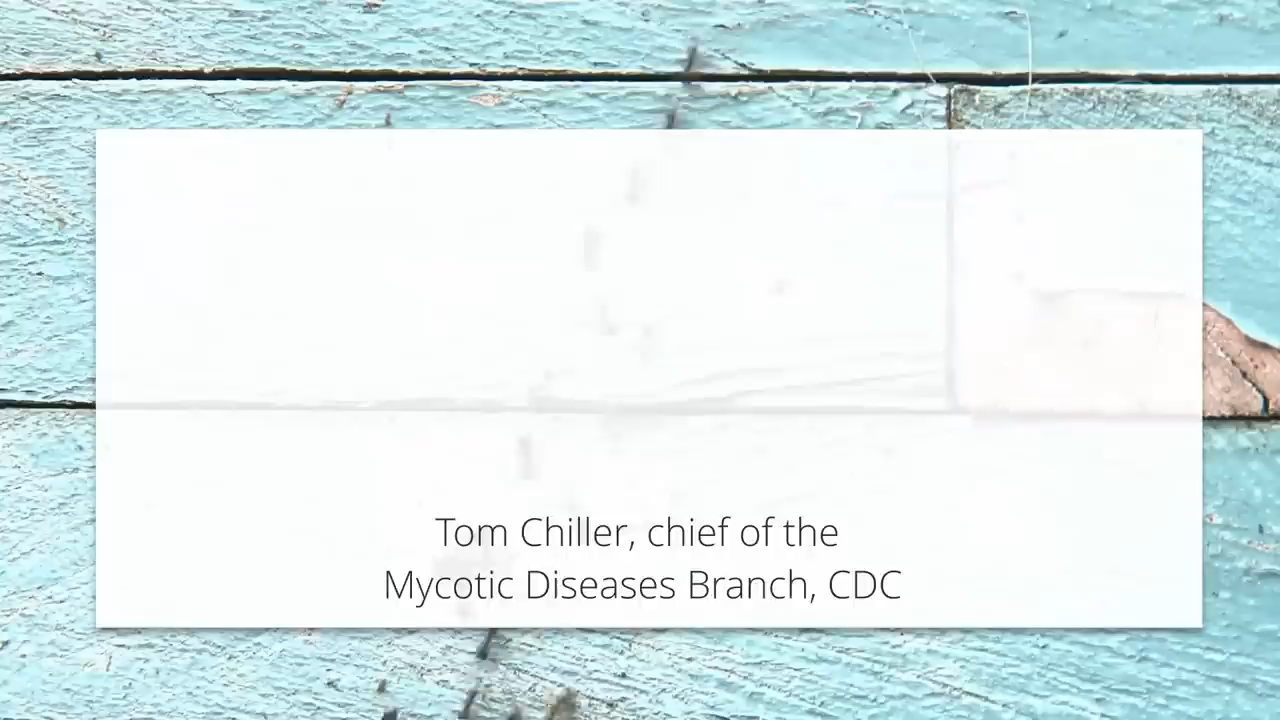 Tom Chiller, chief of the
Mycotic Diseases Branch, CDC